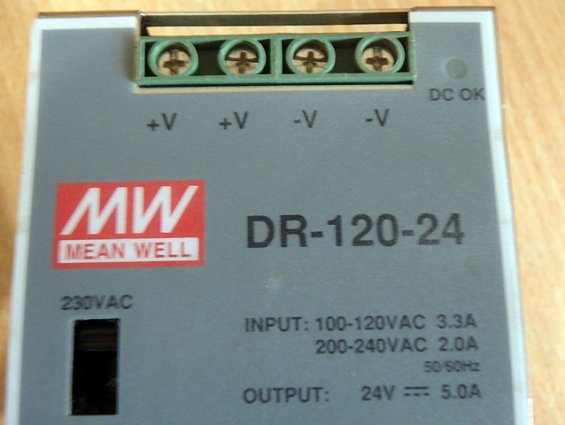 DC OK
+V +V -V -V
MW
MEAN WELL
DR-120-24
230VAC
INPUT: 100-120VAC 3.3A
200-240VAC 2.0A
50/60Hz
OUTPUT: 24V ⎓ 5.0A